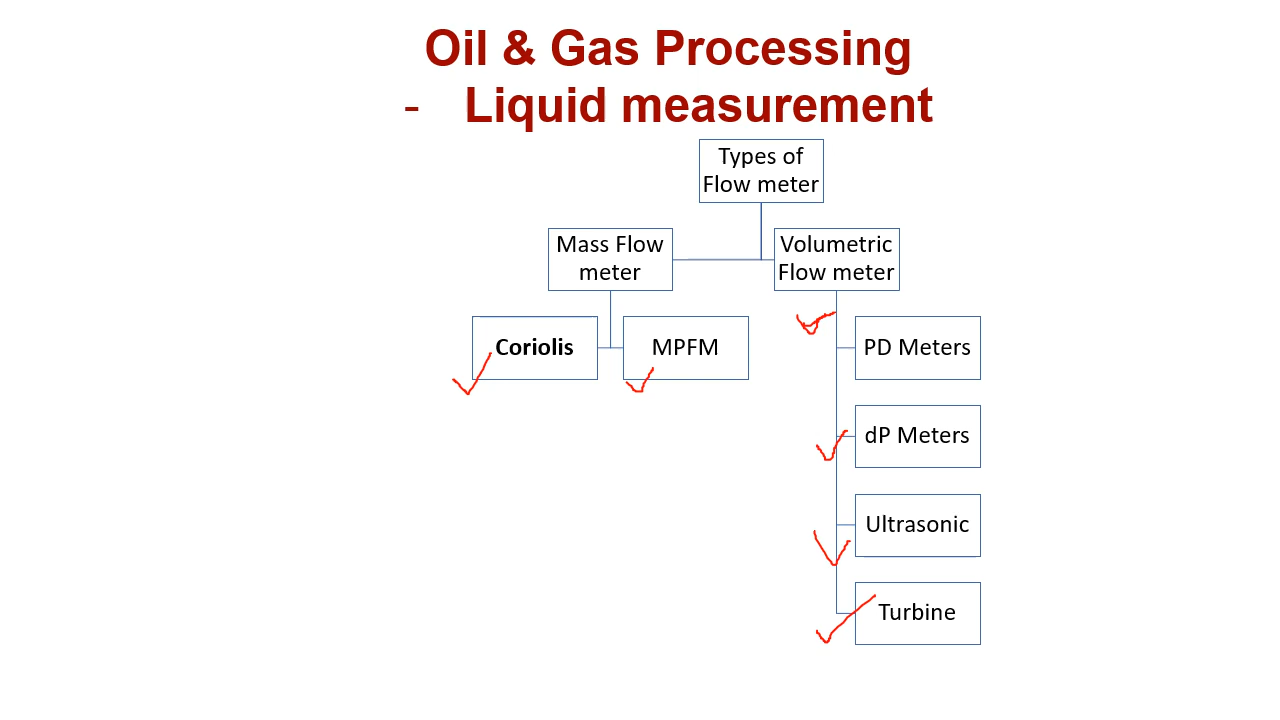 Oil & Gas Processing
- Liquid measurement
Types of
Flow meter
Mass Flow
meter
Volumetric
Flow meter
Coriolis
MPFM
PD Meters
dP Meters
Ultrasonic
Turbine